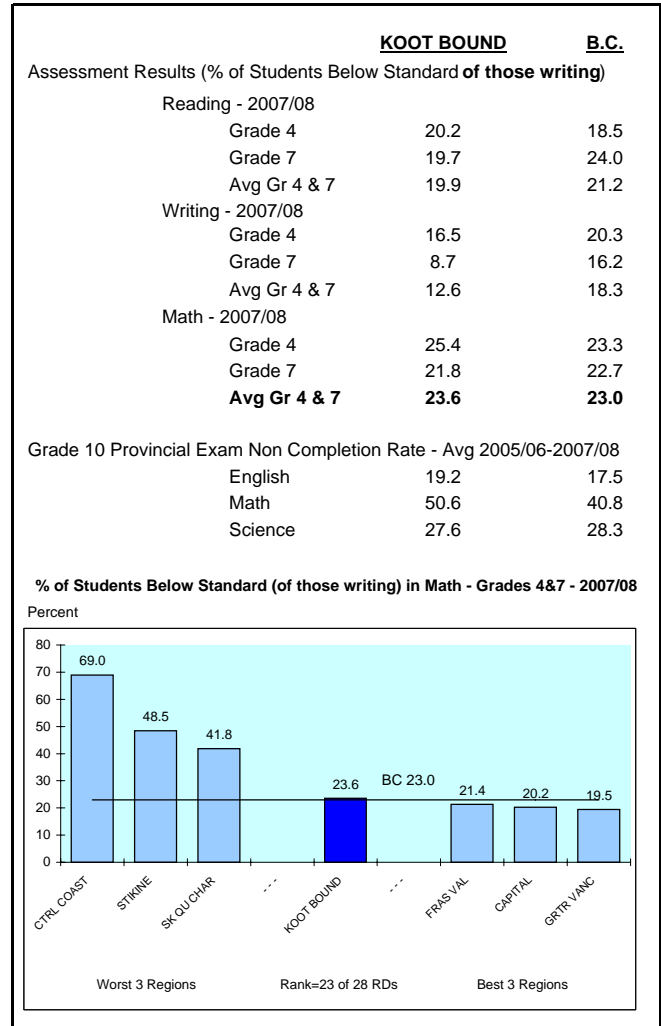 KOOT BOUND B.C.
Assessment Results (% of Students Below Standard of those writing)
Reading - 2007/08
Grade 4 20.2 18.5
Grade 7 19.7 24.0
Avg Gr 4 & 7 19.9 21.2
Writing - 2007/08
Grade 4 16.5 20.3
Grade 7 8.7 16.2
Avg Gr 4 & 7 12.6 18.3
Math - 2007/08
Grade 4 25.4 23.3
Grade 7 21.8 22.7
Avg Gr 4 & 7 23.6 23.0
Grade 10 Provincial Exam Non Completion Rate - Avg 2005/06-2007/08
English 19.2 17.5
Math 50.6 40.8
Science 27.6 28.3
% of Students Below Standard (of those writing) in Math - Grades 4&7 - 2007/08
Percent
80
70
60
50
40
30
20
10
0
69.0
48.5
41.8
23.6
BC 23.0
21.4
20.2
19.5
CTRL COAST
STIKINE
SK QU CHAR
- - -
KOOT BOUND
- - -
FRAS VAL
CAPITAL
GRTR VANC
Worst 3 Regions Rank=23 of 28 RDs Best 3 Regions